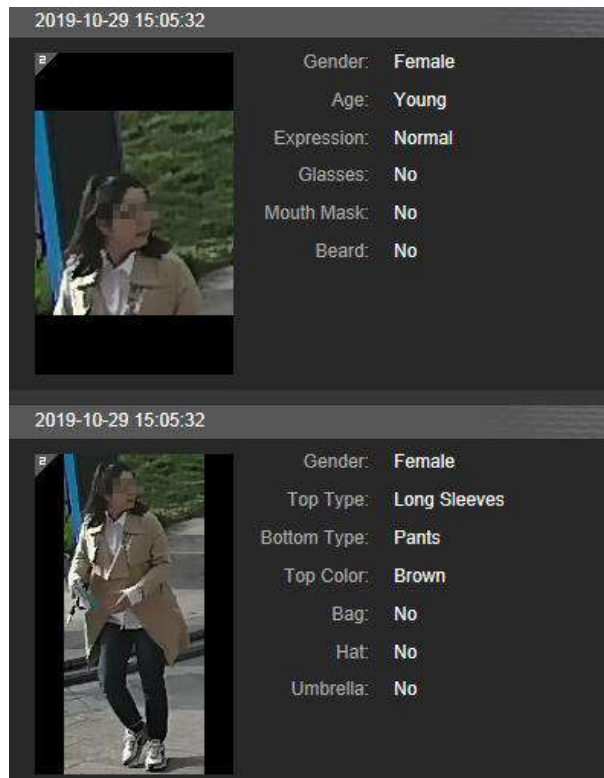 2019-10-29 15:05:32
2
Gender: Female
Age: Young
Expression: Normal
Glasses: No
Mouth Mask: No
Beard: No
2019-10-29 15:05:32
2
Gender: Female
Top Type: Long Sleeves
Bottom Type: Pants
Top Color: Brown
Bag: No
Hat: No
Umbrella: No